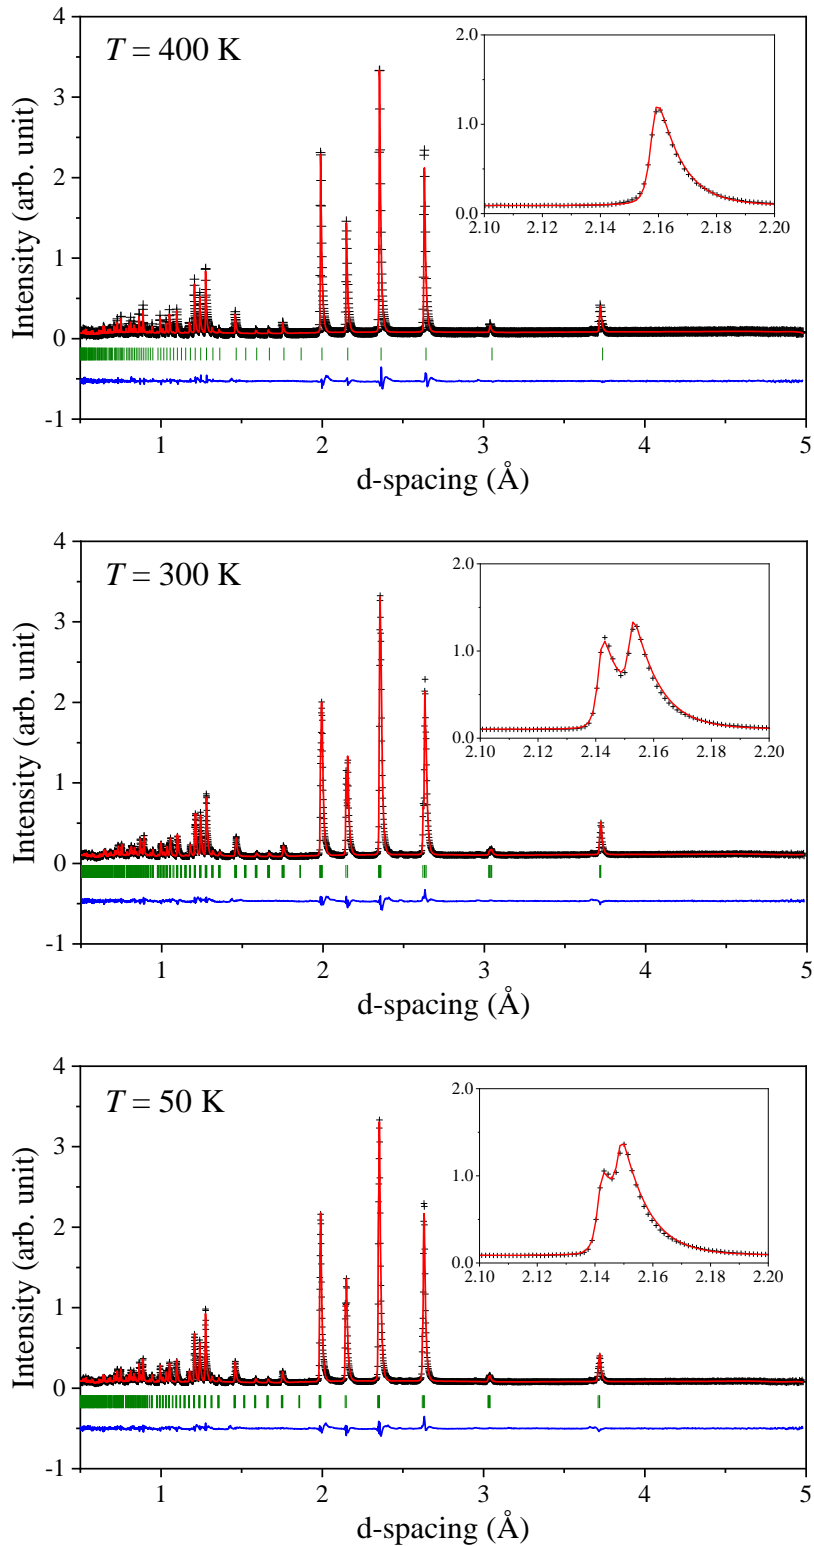 T = 400 K
Intensity (arb. unit)
4
3
2
1
0
-1
1 2 3 4 5
d-spacing (Å)
2.0
1.0
0.0
2.10 2.12 2.14 2.16 2.18 2.20
T = 300 K
Intensity (arb. unit)
4
3
2
1
0
-1
1 2 3 4 5
d-spacing (Å)
2.0
1.0
0.0
2.10 2.12 2.14 2.16 2.18 2.20
T = 50 K
Intensity (arb. unit)
4
3
2
1
0
-1
1 2 3 4 5
d-spacing (Å)
2.0
1.0
0.0
2.10 2.12 2.14 2.16 2.18 2.20